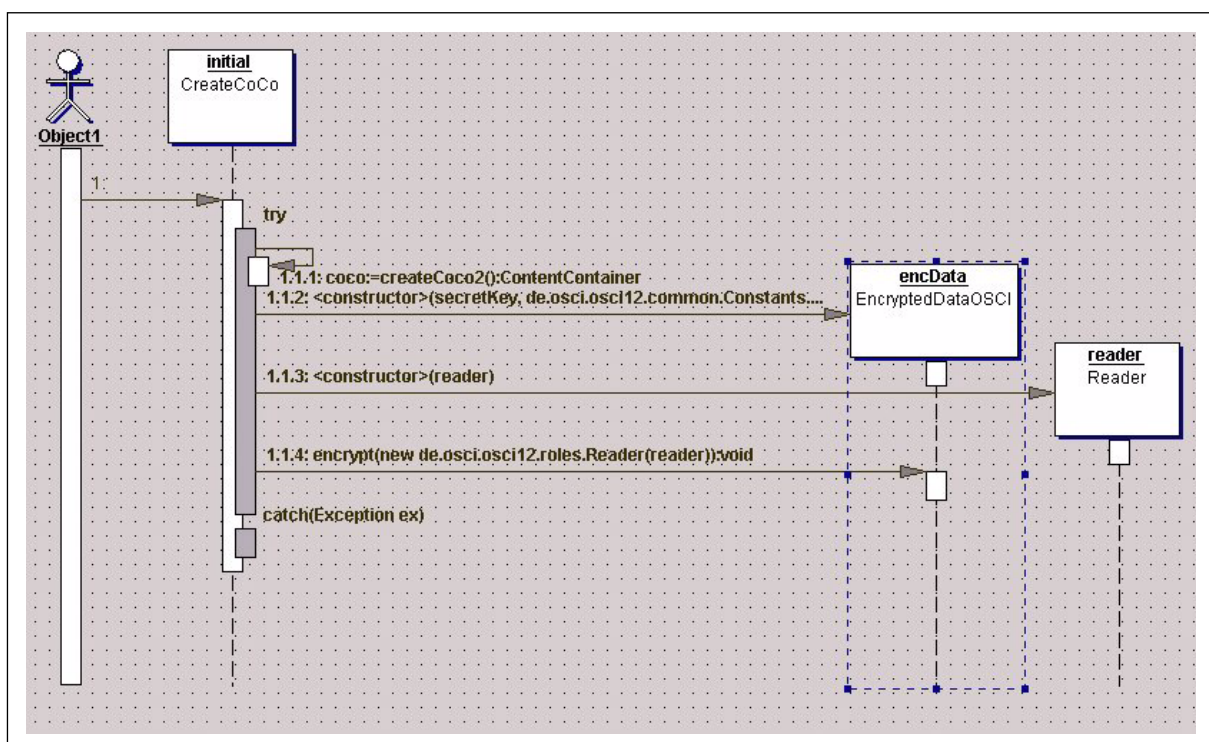 initial
CreateCoCo
Object1
1:
try
1.1.1: coco:=createCoco2():ContentContainer
encData
EncryptedDataOSCI
1.1.2: <constructor>(secretKey, de.osci.osci12.common.Constants....
reader
Reader
1.1.3: <constructor>(reader)
1.1.4: encrypt(new de.osci.osci12.roles.Reader(reader)):void
catch(Exception ex)